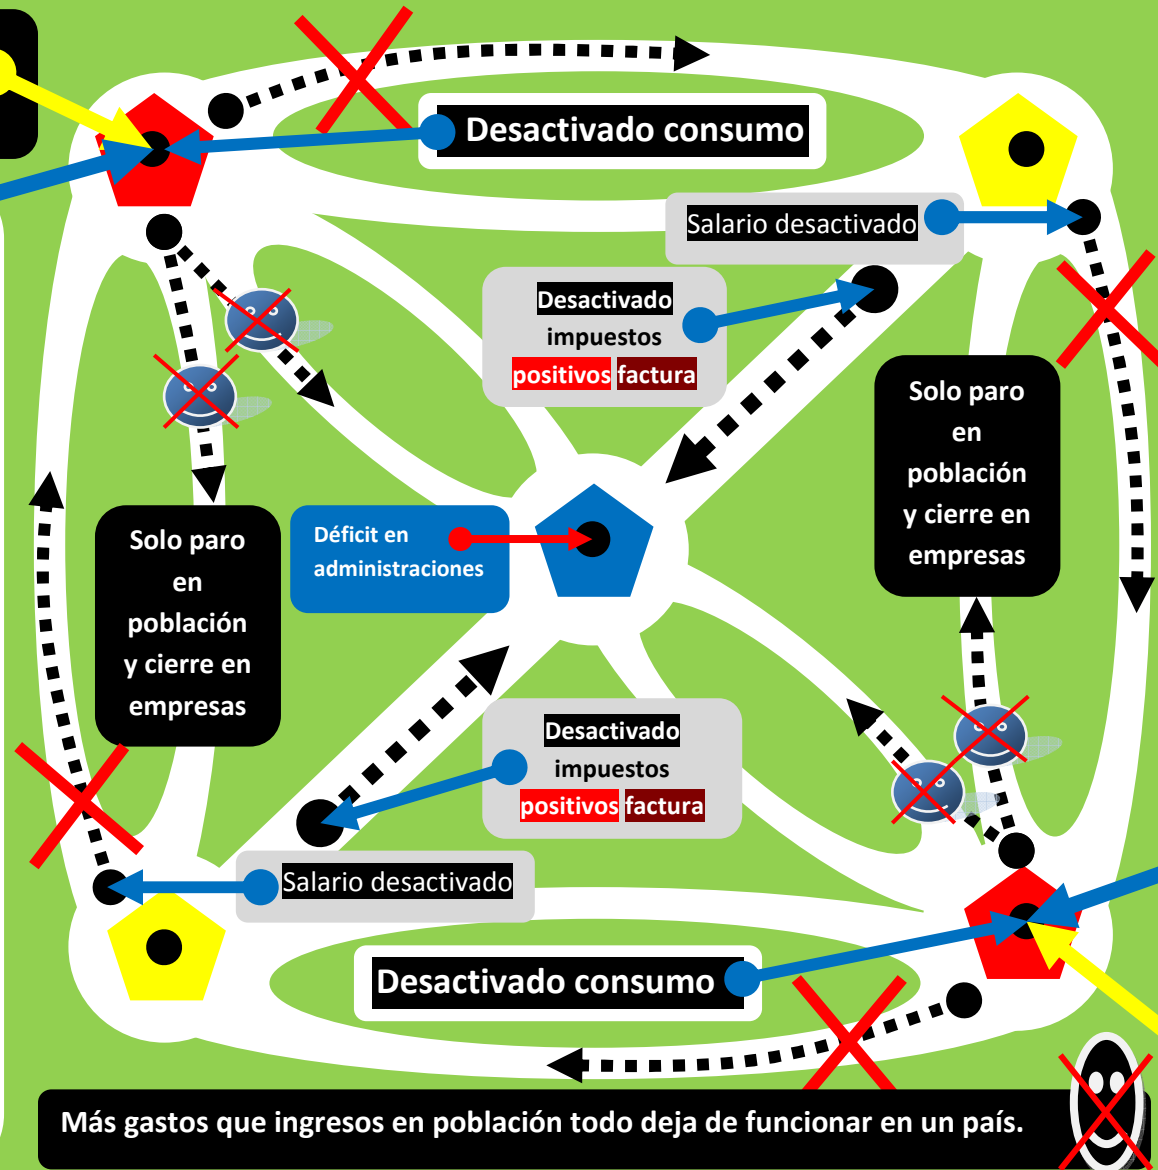 Desactivado consumo
Salario desactivado
Desactivado
impuestos
positivos factura
Solo paro
en
población
y cierre en
empresas
Déficit en
administraciones
Solo paro
en
población
y cierre en
empresas
Desactivado
impuestos
positivos factura
Salario desactivado
Desactivado consumo
Más gastos que ingresos en población todo deja de funcionar en un país.